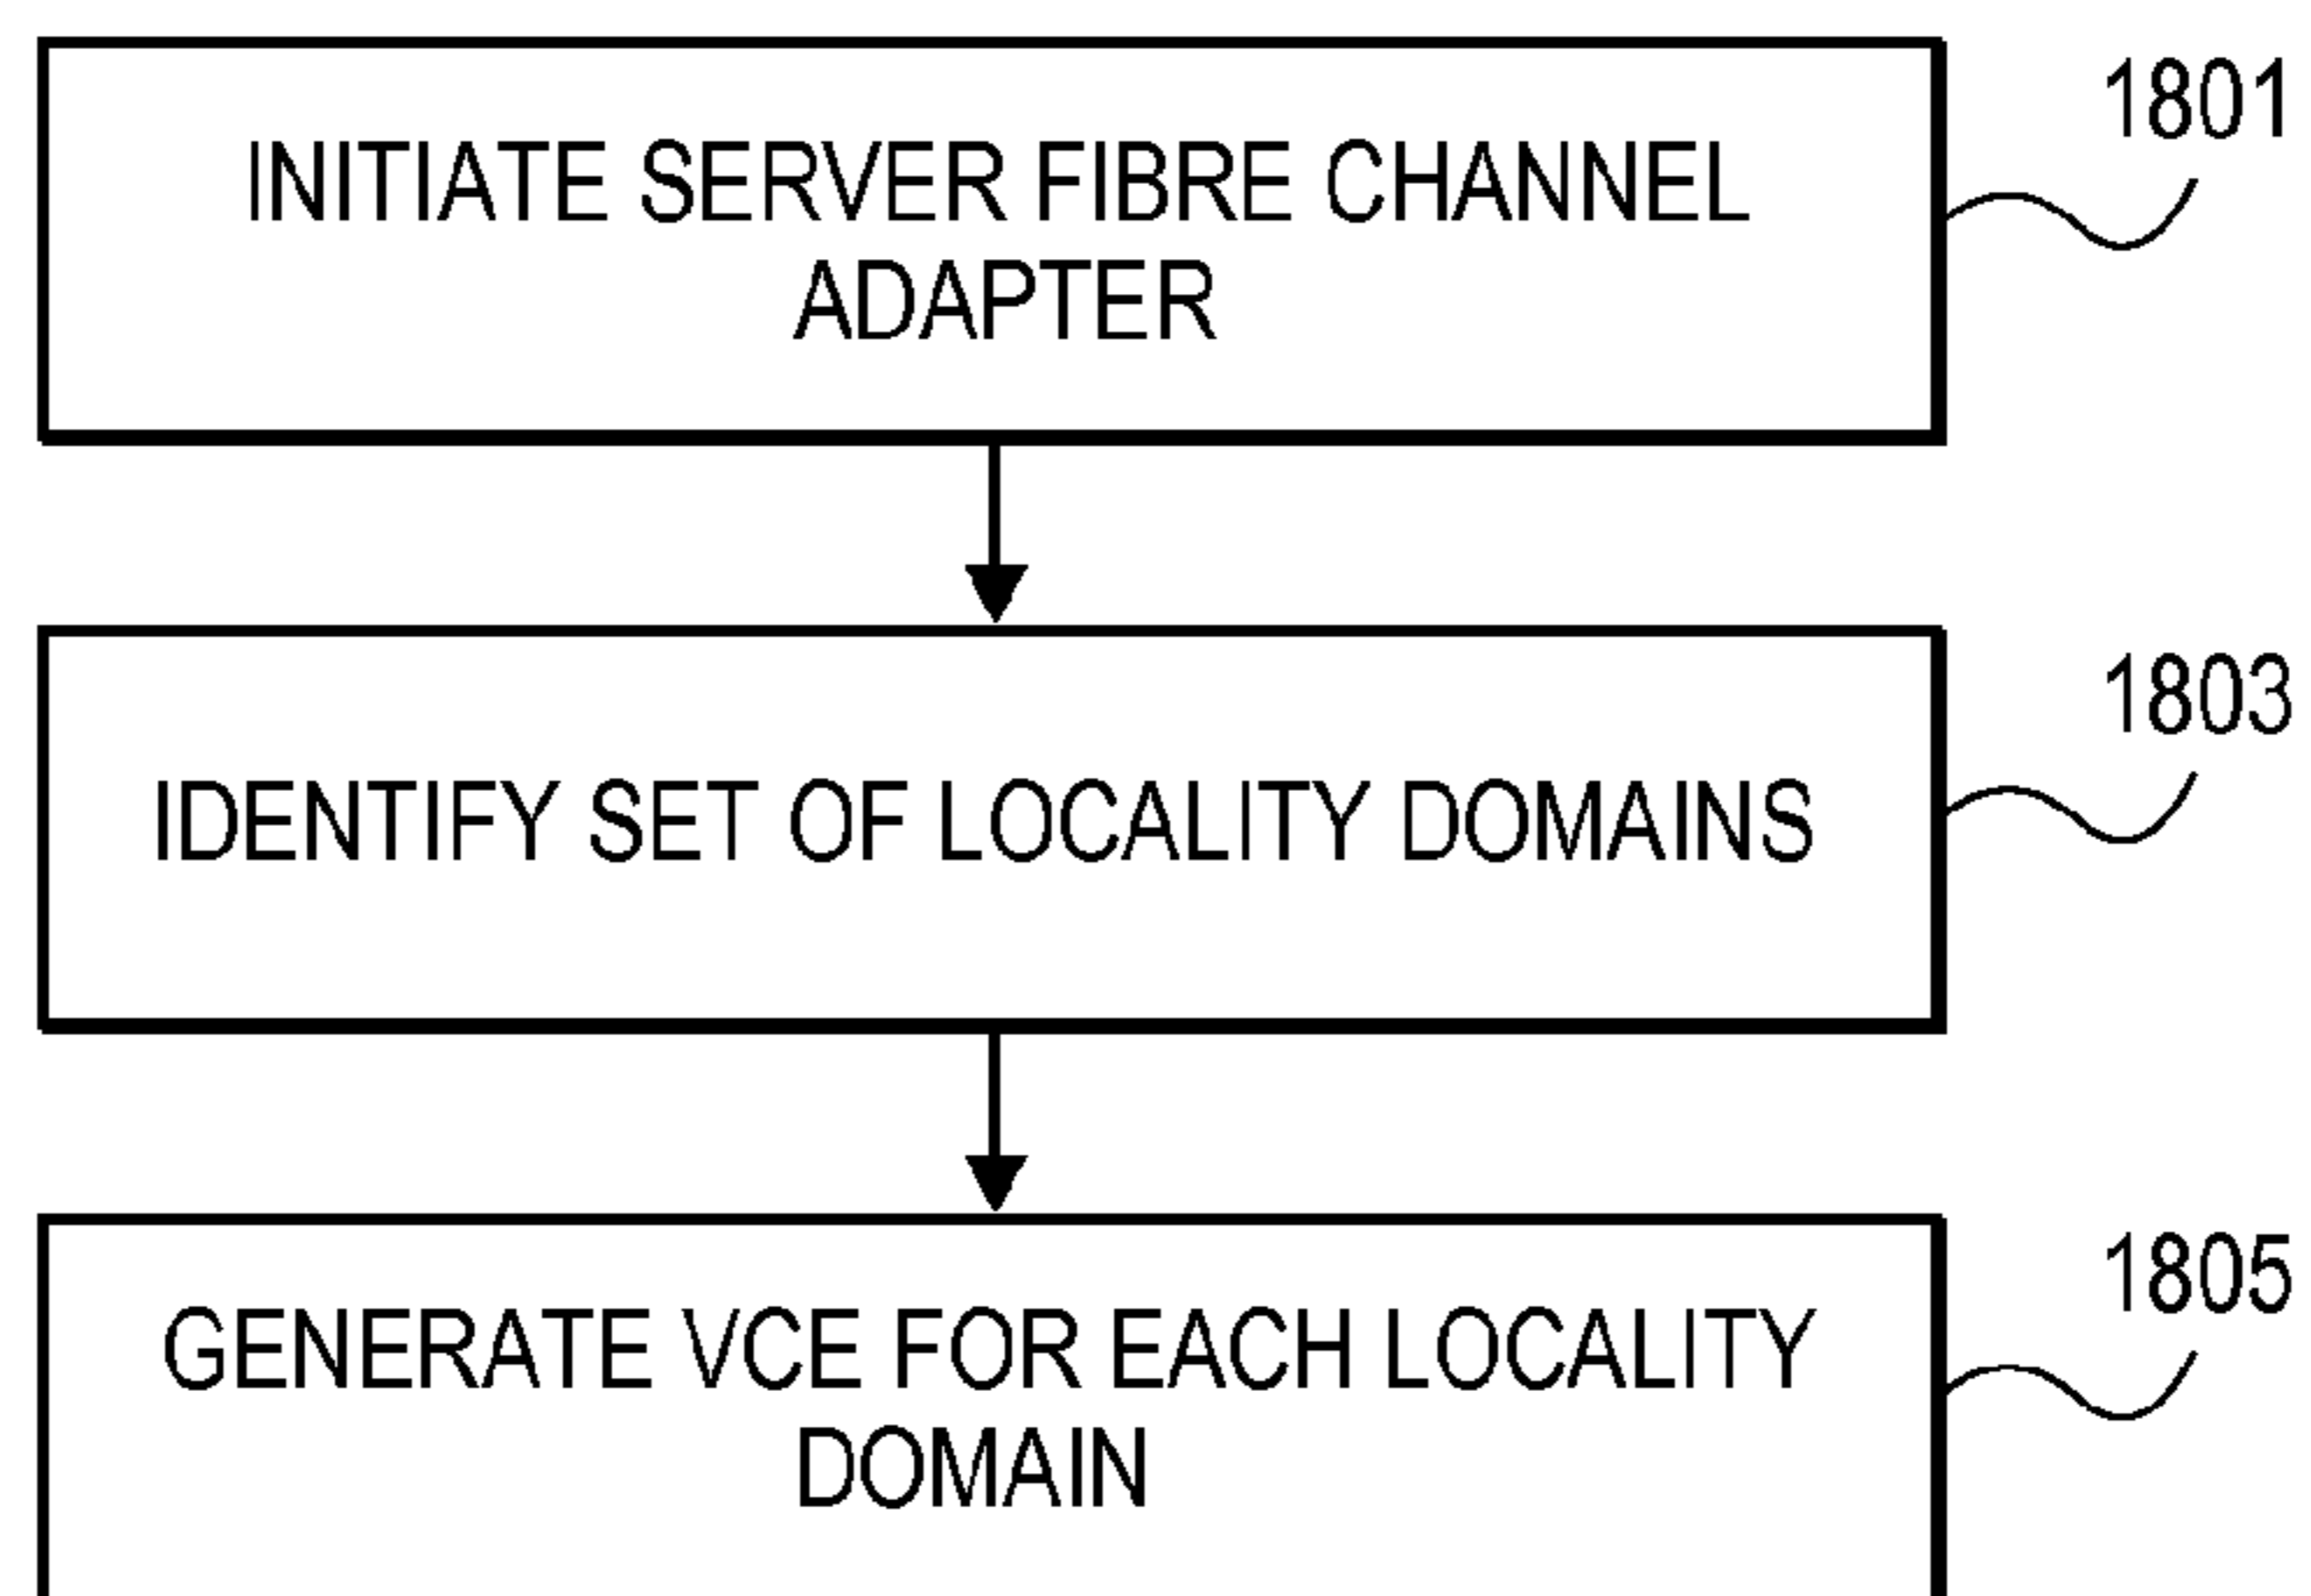 1801
INITIATE SERVER FIBRE CHANNEL
ADAPTER
1803
IDENTIFY SET OF LOCALITY DOMAINS
1805
GENERATE VCE FOR EACH LOCALITY
DOMAIN